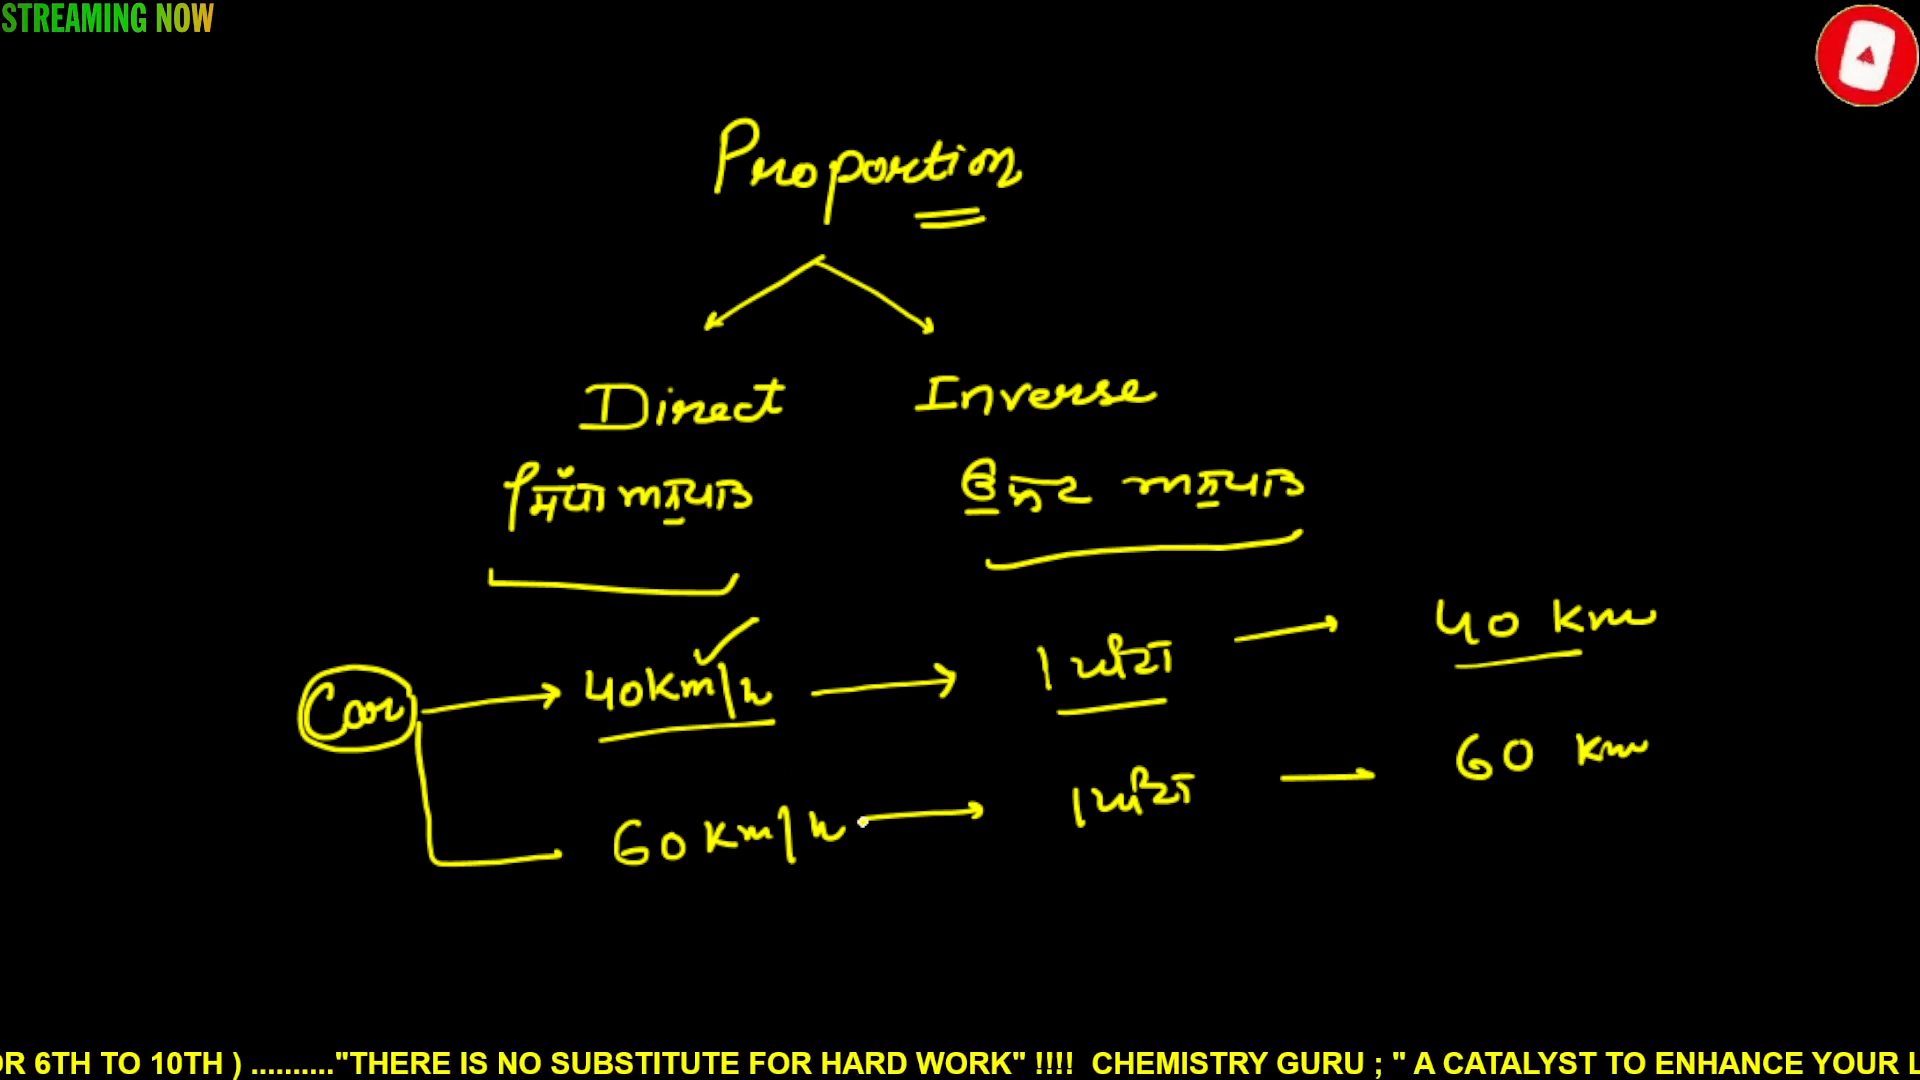 STREAMING NOW
Proportion
Direct Inverse
ਸਿੱਧਾ ਅਨੁਪਾਤ ਉਲਟ ਅਨੁਪਾਤ
Car 40Km/h 1 ਘੰਟਾ 40 Km
60 Km/h 1 ਘੰਟਾ 60 Km
OR 6TH TO 10TH ) .........."THERE IS NO SUBSTITUTE FOR HARD WORK" !!!! CHEMISTRY GURU ; " A CATALYST TO ENHANCE YOUR L